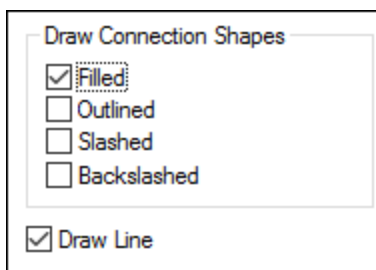 Draw Connection Shapes
Filled
Outlined
Slashed
Backslashed
Draw Line